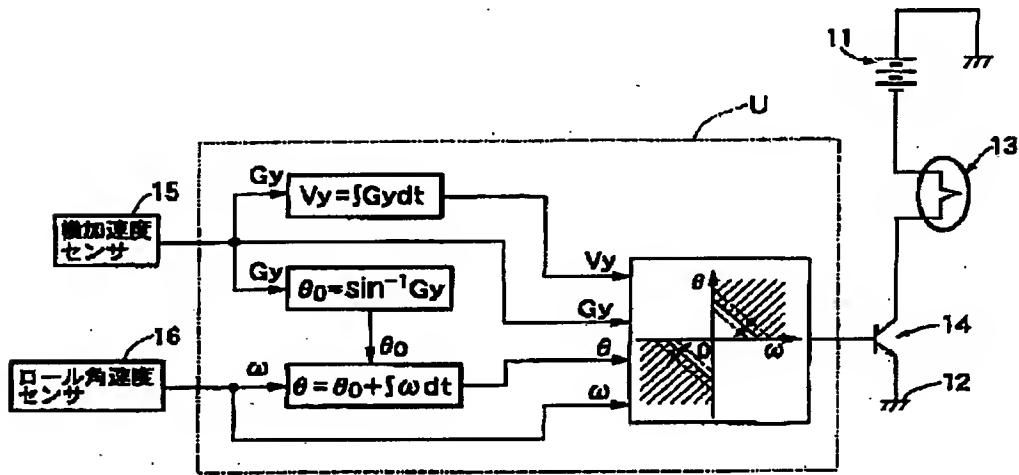 11
U
13
Gy
Vy=∫Gydt
15
横加速度
センサ
Gy
θ₀=sin⁻¹Gy
Vy
Gy
θ
ω
θ
0
ω
14
16
θ₀
ロール角速度
センサ
ω
θ=θ₀+∫ωdt
12